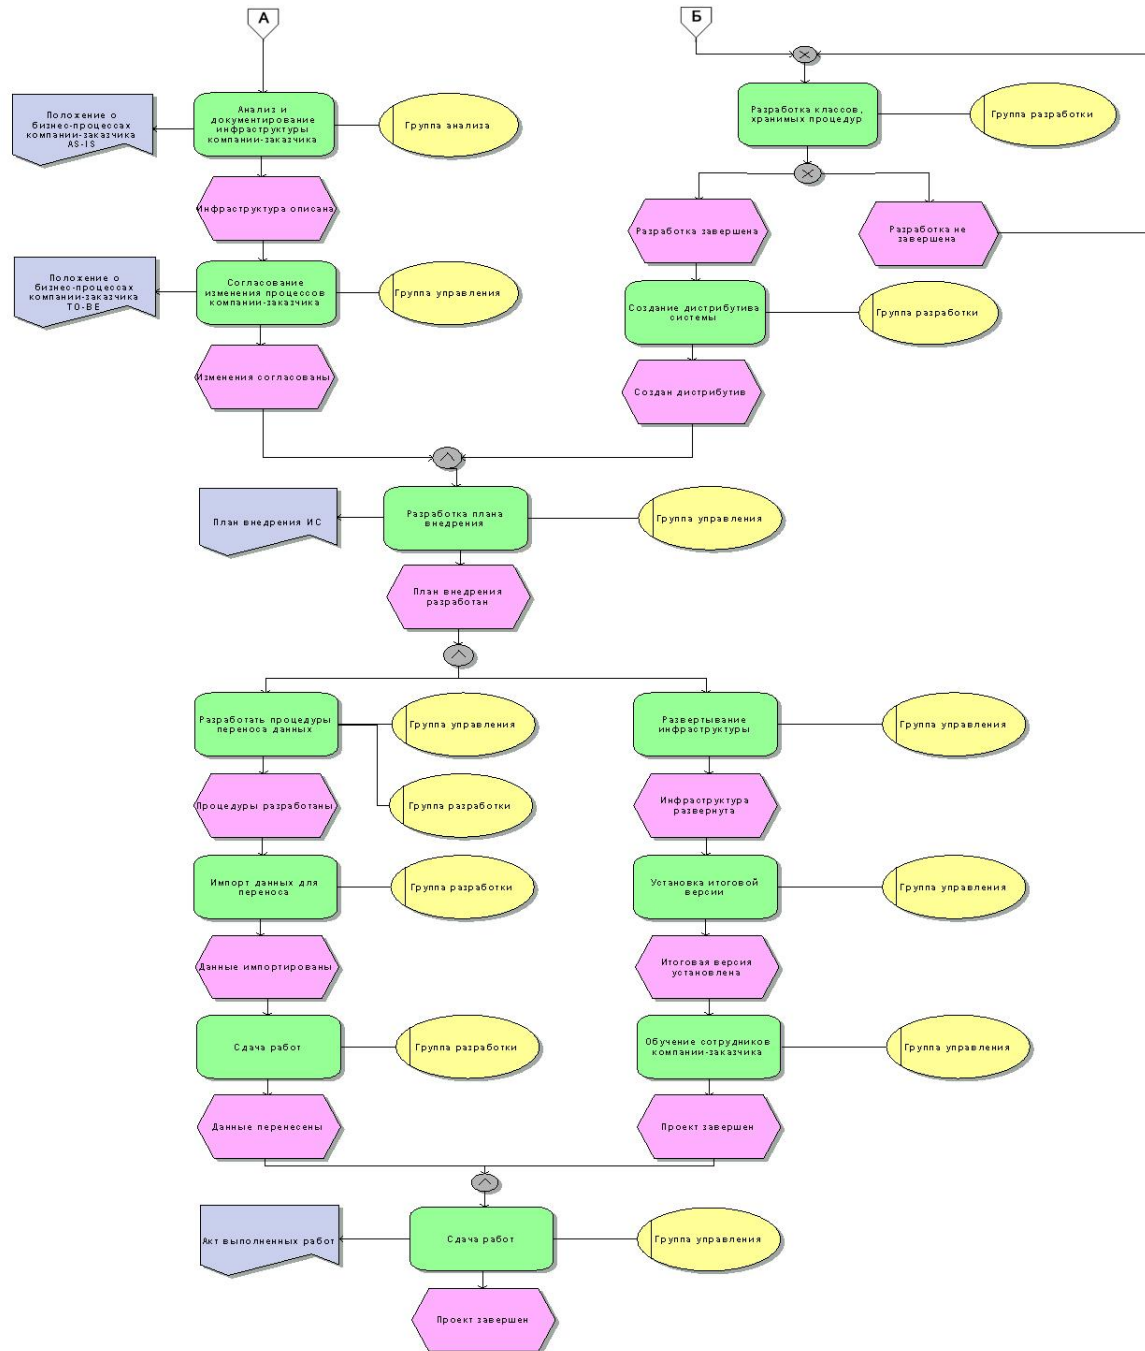 А
Б
Положение о
бизнес-процессах
компании-заказчика
AS-IS
Анализ и
документирование
инфраструктуры
компании-заказчика
Группа анализа
Разработка классов,
хранимых процедур
Группа разработки
Инфраструктура описана
Разработка завершена
Разработка не
завершена
Положение о
бизнес-процессах
компании-заказчика
TO-BE
Согласование
изменения процессов
компании-заказчика
Группа управления
Создание дистрибутива
системы
Группа разработки
Изменения согласованы
Создан дистрибутив
План внедрения ИС
Разработка плана
внедрения
Группа управления
План внедрения
разработан
Разработать процедуры
переноса данных
Группа управления
Развертывание
инфраструктуры
Группа управления
Процедуры разработаны
Группа разработки
Инфраструктура
развернута
Импорт данных для
переноса
Группа разработки
Установка итоговой
версии
Группа управления
Данные импортированы
Итоговая версия
установлена
Сдача работ
Группа разработки
Обучение сотрудников
компании-заказчика
Группа управления
Данные перенесены
Проект завершен
Акт выполненных работ
Сдача работ
Группа управления
Проект завершен